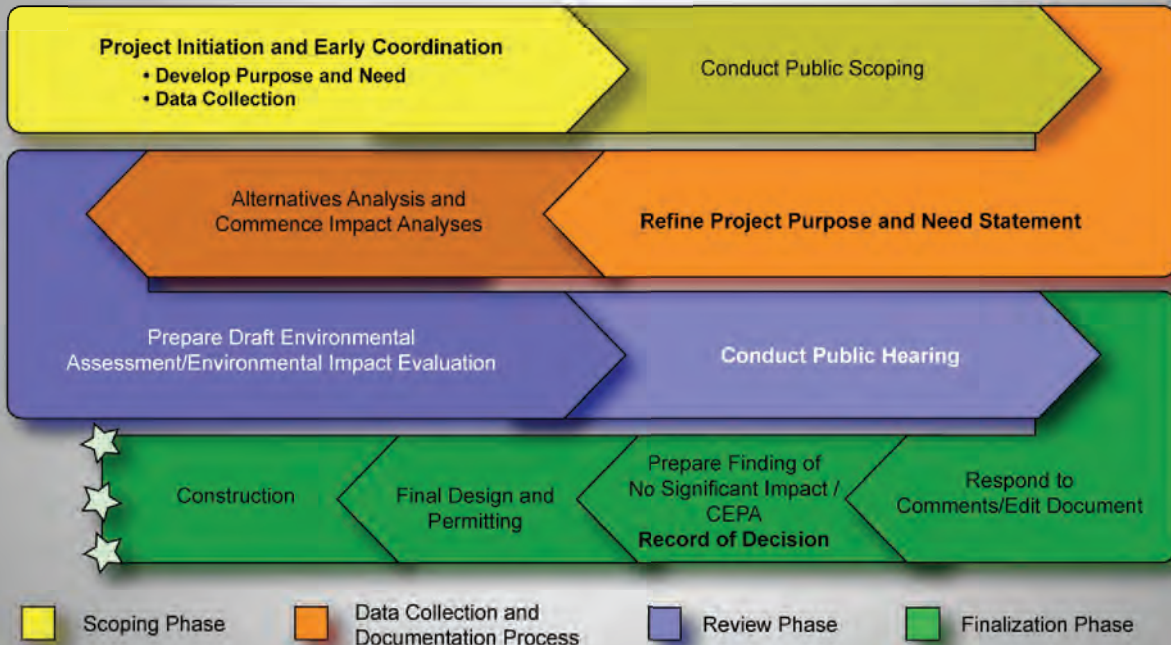 Project Initiation and Early Coordination
• Develop Purpose and Need
• Data Collection
Conduct Public Scoping
Refine Project Purpose and Need Statement
Alternatives Analysis and
Commence Impact Analyses
Prepare Draft Environmental
Assessment/Environmental Impact Evaluation
Conduct Public Hearing
Respond to
Comments/Edit Document
Prepare Finding of
No Significant Impact /
CEPA
Record of Decision
Final Design and
Permitting
Construction
Scoping Phase
Data Collection and
Documentation Process
Review Phase
Finalization Phase